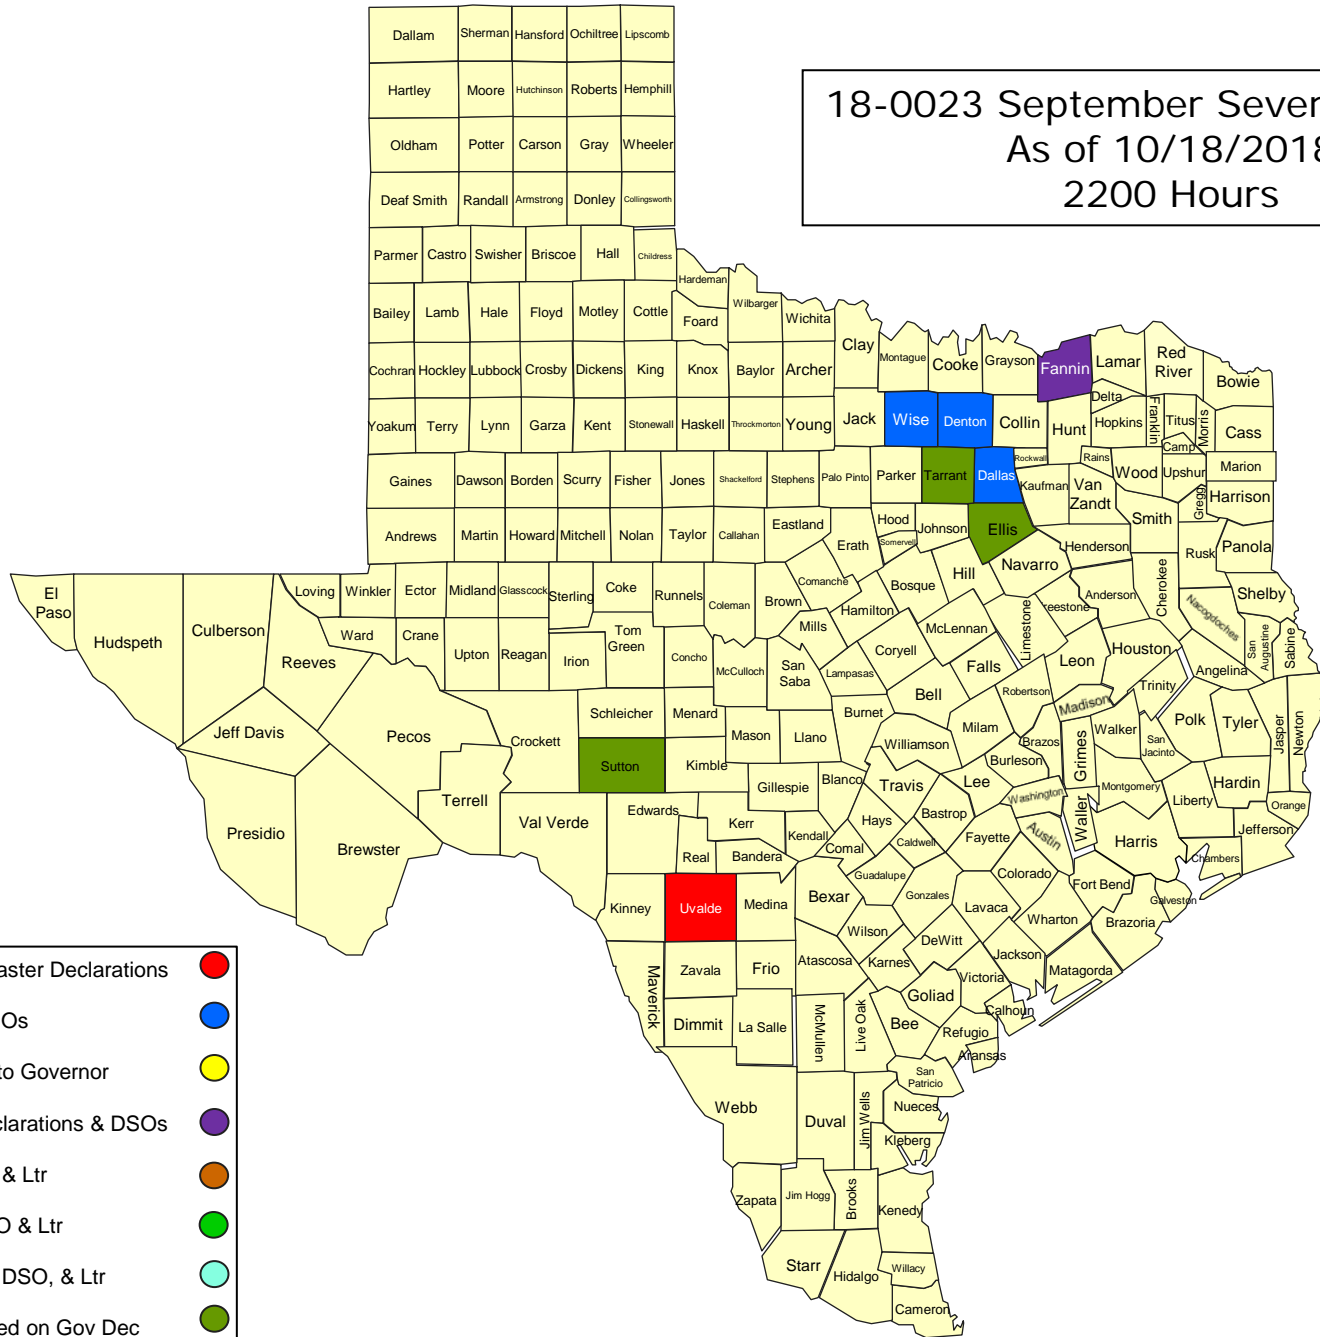 Dallam Sherman Hansford Ochiltree Lipscomb
Hartley Moore Hutchinson Roberts Hemphill
18-0023 September Sever
As of 10/18/2018
2200 Hours
Oldham Potter Carson Gray Wheeler
Deaf Smith Randall Armstrong Donley Collingsworth
Parmer Castro Swisher Briscoe Hall Childress
Hardeman
Bailey Lamb Hale Floyd Motley Cottle Foard Wilbarger Wichita
Clay Montague Cooke Grayson Fannin Lamar Red River Bowie
Cochran Hockley Lubbock Crosby Dickens King Knox Baylor Archer
Delta
Yoakum Terry Lynn Garza Kent Stonewall Haskell Throckmorton Young Jack Wise Denton Collin Hunt Hopkins Franklin Titus Morris Cass
Camp
Rockwall Rains
Gaines Dawson Borden Scurry Fisher Jones Shackelford Stephens Palo Pinto Parker Tarrant Dallas Kaufman Van Zandt Wood Upshur Marion
Gregg Harrison
Andrews Martin Howard Mitchell Nolan Taylor Callahan Eastland Erath Hood Somervell Johnson Ellis Henderson Smith Rusk Panola
El Paso Hudspeth Culberson Loving Winkler Ector Midland Glasscock Sterling Coke Runnels Coleman Brown Comanche Hamilton Bosque Hill Navarro Freestone Anderson Cherokee Nacogdoches Shelby
Reeves Ward Crane Upton Reagan Irion Tom Green Concho McCulloch San Saba Mills Lampasas Coryell McLennan Limestone Falls Leon Houston Angelina San Augustine Sabine
Jeff Davis Pecos Crockett Schleicher Menard Mason Llano Burnet Bell Milam Robertson Madison Trinity Polk Tyler Jasper Newton
Terrell Sutton Kimble Gillespie Blanco Williamson Travis Lee Burleson Brazos Grimes Walker San Jacinto
Presidio Brewster Val Verde Edwards Kerr Kendall Hays Bastrop Washington Waller Montgomery Liberty Hardin Orange
Real Bandera Comal Caldwell Fayette Austin Harris Chambers Jefferson
Kinney Uvalde Medina Bexar Guadalupe Gonzales Lavaca Colorado Fort Bend Galveston
Wilson DeWitt Wharton Brazoria
Maverick Zavala Frio Atascosa Karnes Goliad Victoria Jackson Matagorda
Dimmit La Salle McMullen Live Oak Bee Refugio Calhoun
Aransas
San Patricio
Webb Duval Jim Wells Nueces
Kleberg
Zapata Jim Hogg Brooks Kenedy
Starr Hidalgo Willacy
Cameron
aster Declarations
Os
to Governor
clarations & DSOs
& Ltr
O & Ltr
DSO, & Ltr
ed on Gov Dec